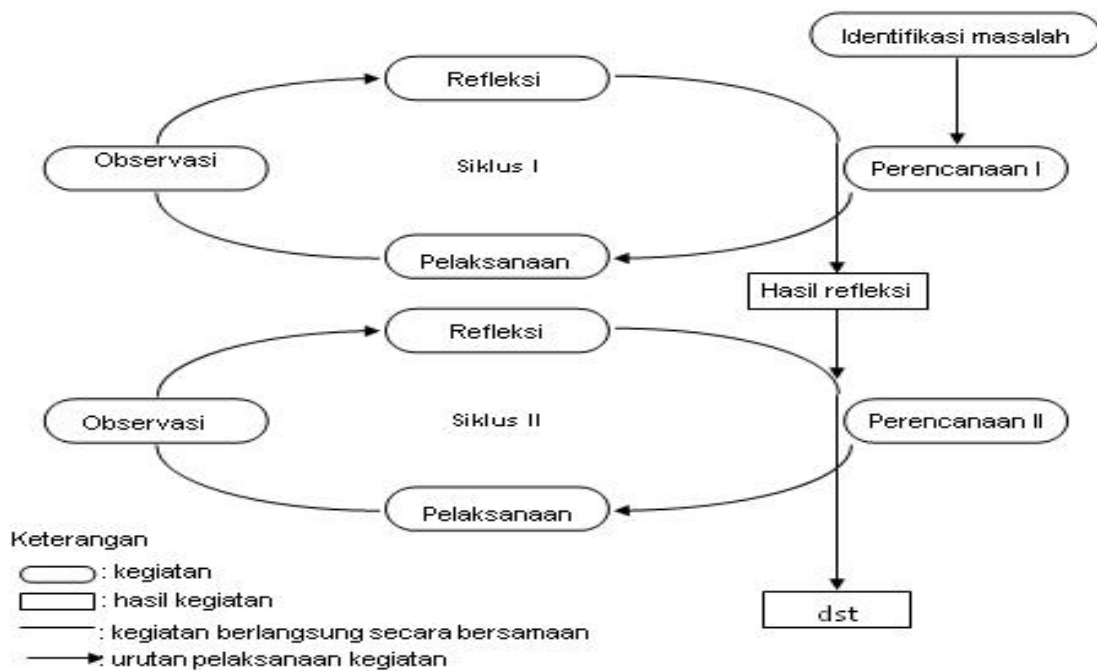 Identifikasi masalah
Refleksi
Observasi
Siklus I
Perencanaan I
Pelaksanaan
Hasil refleksi
Refleksi
Observasi
Siklus II
Perencanaan II
Pelaksanaan
Keterangan
: kegiatan
: hasil kegiatan
: kegiatan berlangsung secara bersamaan
: urutan pelaksanaan kegiatan
dst